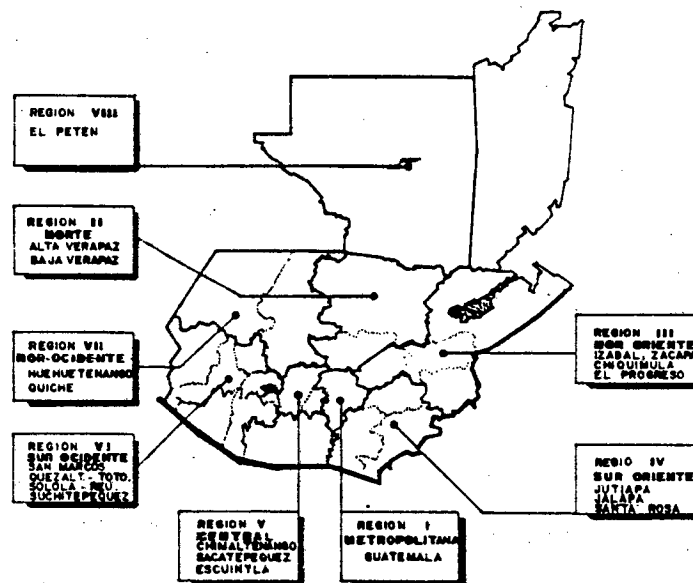 REGION VIII
EL PETEN
REGION II
NORTE
ALTA VERAPAZ
BAJA VERAPAZ
REGION VII
NOR-OCIDENTE
HUEHUETENANGO
QUICHE
REGION VI
SUR OCIDENTE
SAN MARCOS
QUEZALT.- TOTO.
SOLOLA - REU.
SUCHITEPEQUEZ
REGION V
CENTRAL
CHIMALTENANGO
SACATEPEQUEZ
ESCUINTLA
REGION I
METROPOLITANA
GUATEMALA
REGION III
NOR ORIENTE
IZABAL, ZACAPA
CHIQUIMULA
EL PROGRESO
REGIO IV
SUR ORIENTE
JUTIAPA
JALAPA
SANTA ROSA